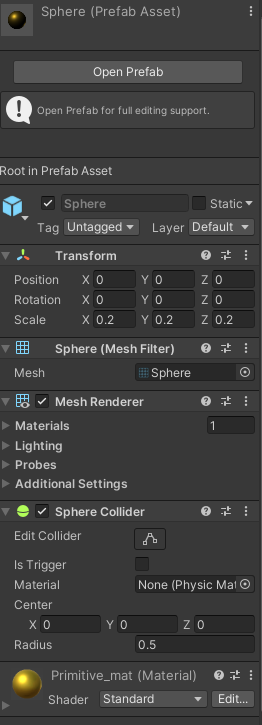 Sphere (Prefab Asset)
Open Prefab
Open Prefab for full editing support.
Root in Prefab Asset
Sphere Static
Tag Untagged Layer Default
Transform
Position X 0 Y 0 Z 0
Rotation X 0 Y 0 Z 0
Scale X 0.2 Y 0.2 Z 0.2
Sphere (Mesh Filter)
Mesh Sphere
Mesh Renderer
Materials 1
Lighting
Probes
Additional Settings
Sphere Collider
Edit Collider
Is Trigger
Material None (Physic Mat
Center
X 0 Y 0 Z 0
Radius 0.5
Primitive_mat (Material)
Shader Standard Edit...